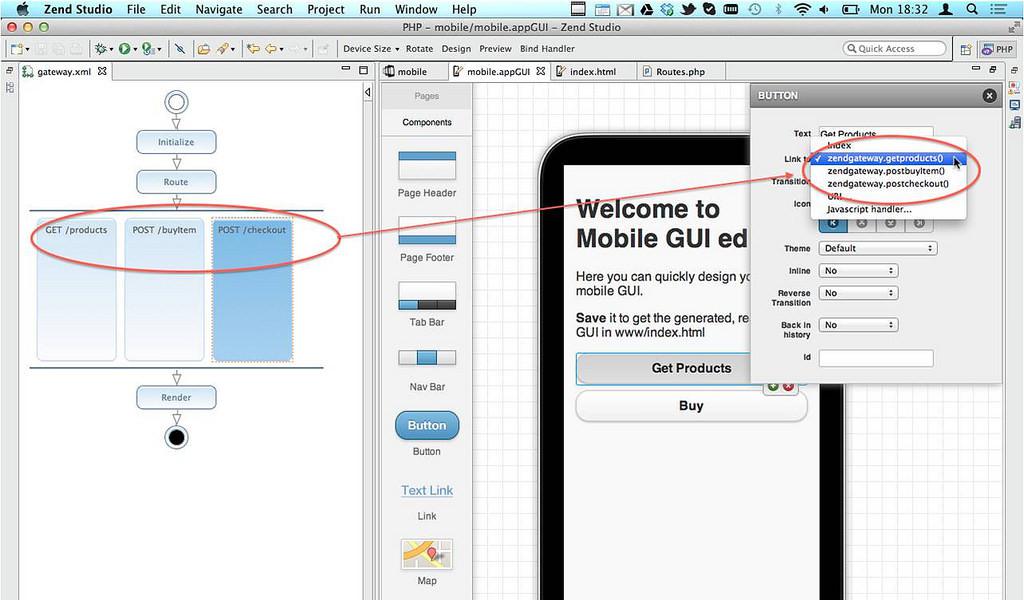 Zend Studio File Edit Navigate Search Project Run Window Help Mon 18:32
PHP - mobile/mobile.appGUI - Zend Studio
Device Size Rotate Design Preview Bind Handler
Quick Access
PHP
gateway.xml
mobile
mobile.appGUI
index.html
Routes.php
Initialize
Route
GET /products
POST /buyItem
POST /checkout
Render
Pages
Components
Page Header
Page Footer
Tab Bar
Nav Bar
Button
Button
Text Link
Link
Map
Welcome to
Mobile GUI ed
Here you can quickly design yo
mobile GUI.
Save it to get the generated, re
GUI in www/index.html
Get Products
Buy
BUTTON
Text Get Products
Index
Link to zendgateway.getproducts()
zendgateway.postbuyItem()
Transition zendgateway.postcheckout()
Icon
Javascript handler...
Theme Default
Inline No
Reverse
Transition
No
Back in
history
No
Id